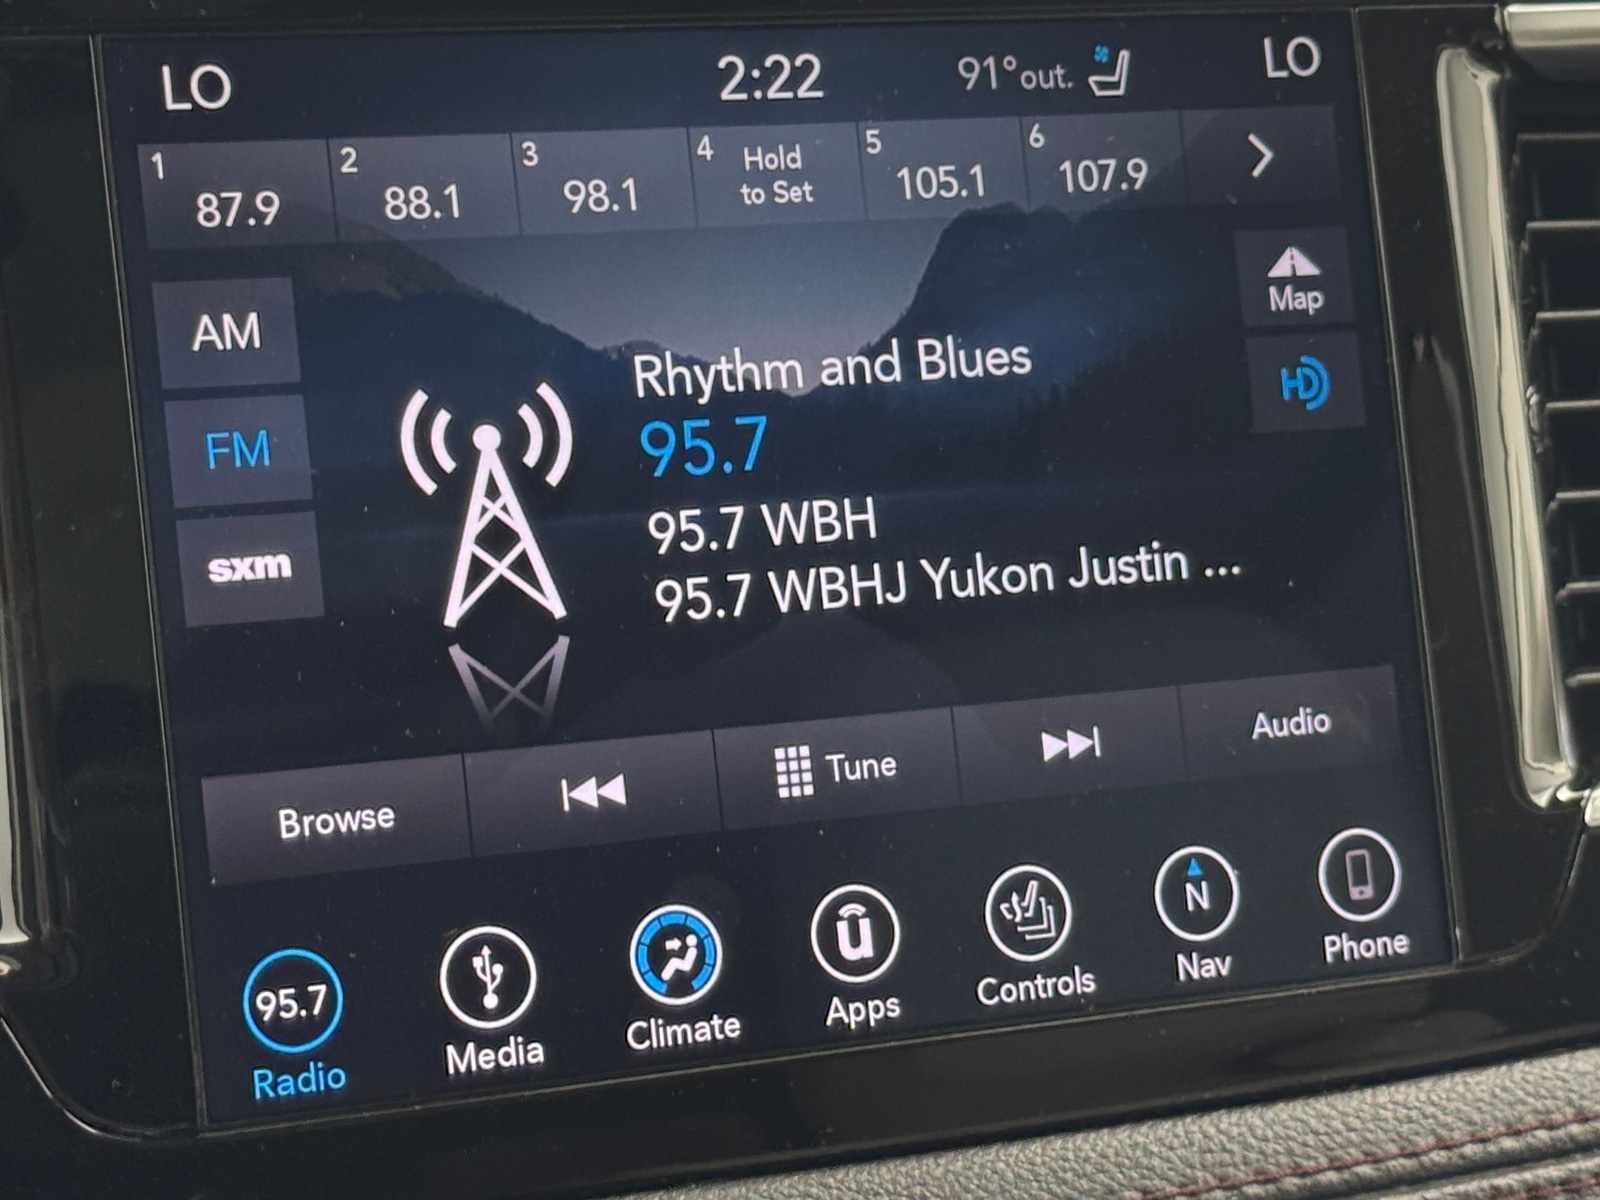 LO 2:22 91° out. LO
1 2 3 4 Hold 5 6
87.9 88.1 98.1 to Set 105.1 107.9
Map
AM
HD
Rhythm and Blues
FM
95.7
95.7 WBH
sxm
95.7 WBHJ Yukon Justin ...
Browse Tune Audio
95.7 u N
Radio Media Climate Apps Controls Nav Phone